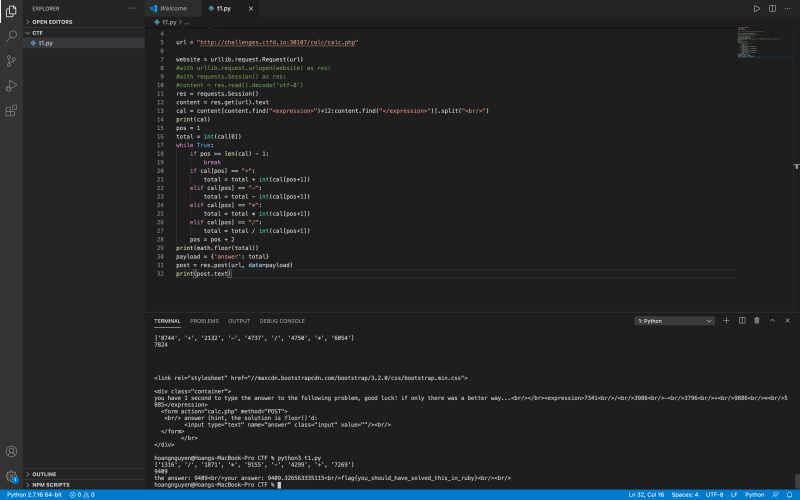 EXPLORER
OPEN EDITORS
CTF
t1.py
OUTLINE
NPM SCRIPTS
Welcome
t1.py
t1.py > ...
4
5 url = "http://challenges.ctfd.io:30107/calc/calc.php"
6
7 website = urllib.request.Request(url)
8 #with urllib.request.urlopen(website) as res:
9 #with requests.Session() as res:
10 #content = res.read().decode('utf-8')
11 res = requests.Session()
12 content = res.get(url).text
13 cal = content[content.find("<expression>")+12:content.find("</expression>")].split("<br/>")
14 print(cal)
15 pos = 1
16 total = int(cal[0])
17 while True:
18 if pos >= len(cal) - 1:
19 break
20 if cal[pos] == "+":
21 total = total + int(cal[pos+1])
22 elif cal[pos] == "-":
23 total = total - int(cal[pos+1])
24 elif cal[pos] == "*":
25 total = total * int(cal[pos+1])
26 elif cal[pos] == "/":
27 total = total / int(cal[pos+1])
28 pos = pos + 2
29 print(math.floor(total))
30 payload = {'answer': total}
31 post = res.post(url, data=payload)
32 print(post.text)
TERMINAL PROBLEMS OUTPUT DEBUG CONSOLE
1: Python
['8744', '+', '2132', '-', '4737', '/', '4750', '*', '6054']
7824
<link rel="stylesheet" href="//maxcdn.bootstrapcdn.com/bootstrap/3.2.0/css/bootstrap.min.css">
<div class="container">
you have 1 second to type the answer to the following problem, good luck! if only there was a better way...<br/></br><expression>7341<br/>/<br/>3986<br/>-<br/>3796<br/>+<br/>9886<br/>*<br/>5
885</expression>
<form action="calc.php" method="POST">
<br/> answer (hint, the solution is floor()'d:
<input type="text" name="answer" class="input" value=""/><br/>
</form>
</br>
</div>
hoangnguyen@Hoangs-MacBook-Pro CTF % python3 t1.py
['1316', '/', '1871', '*', '9155', '-', '4299', '+', '7269']
9409
the answer: 9409<br/>your answer: 9409.326563335115<br/>flag{you_should_have_solved_this_in_ruby}<br/><br/>
hoangnguyen@Hoangs-MacBook-Pro CTF %
Python 2.7.16 64-bit 0 0
Ln 32, Col 16 Spaces: 4 UTF-8 LF Python